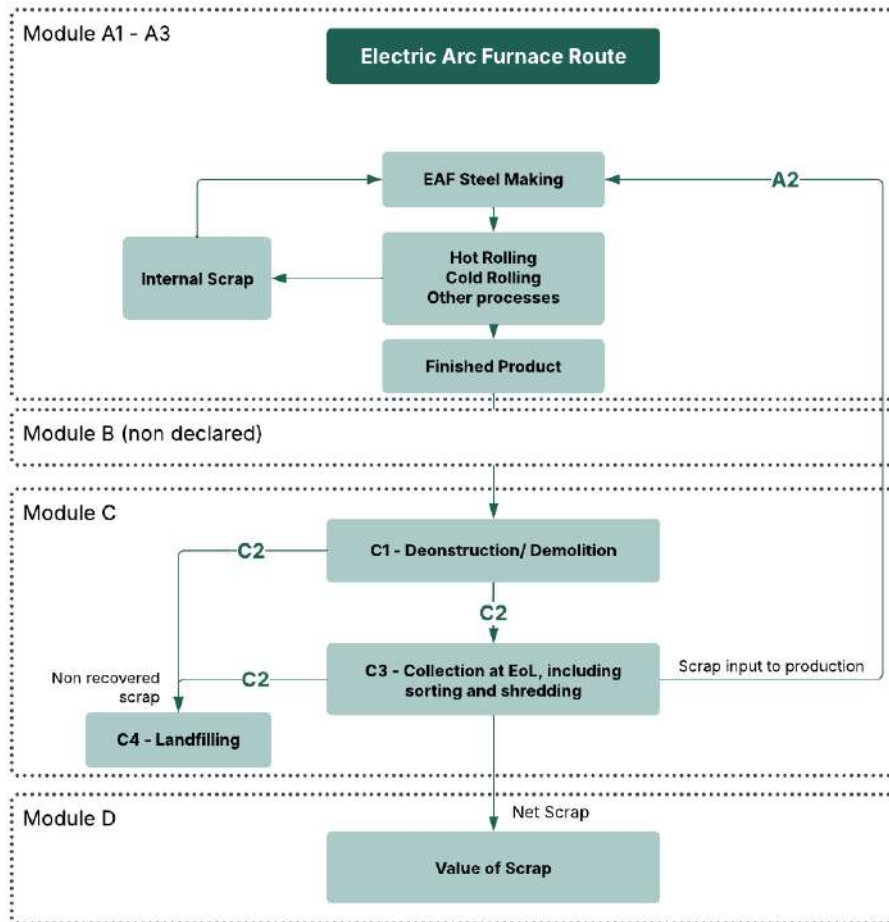 Module A1 - A3
Electric Arc Furnace Route
EAF Steel Making
A2
Internal Scrap
Hot Rolling
Cold Rolling
Other processes
Finished Product
Module B (non declared)
Module C
C1 - Deonstruction/ Demolition
C2
C2
C3 - Collection at EoL, including
sorting and shredding
C2
Scrap input to production
Non recovered
scrap
C4 - Landfilling
Module D
Net Scrap
Value of Scrap